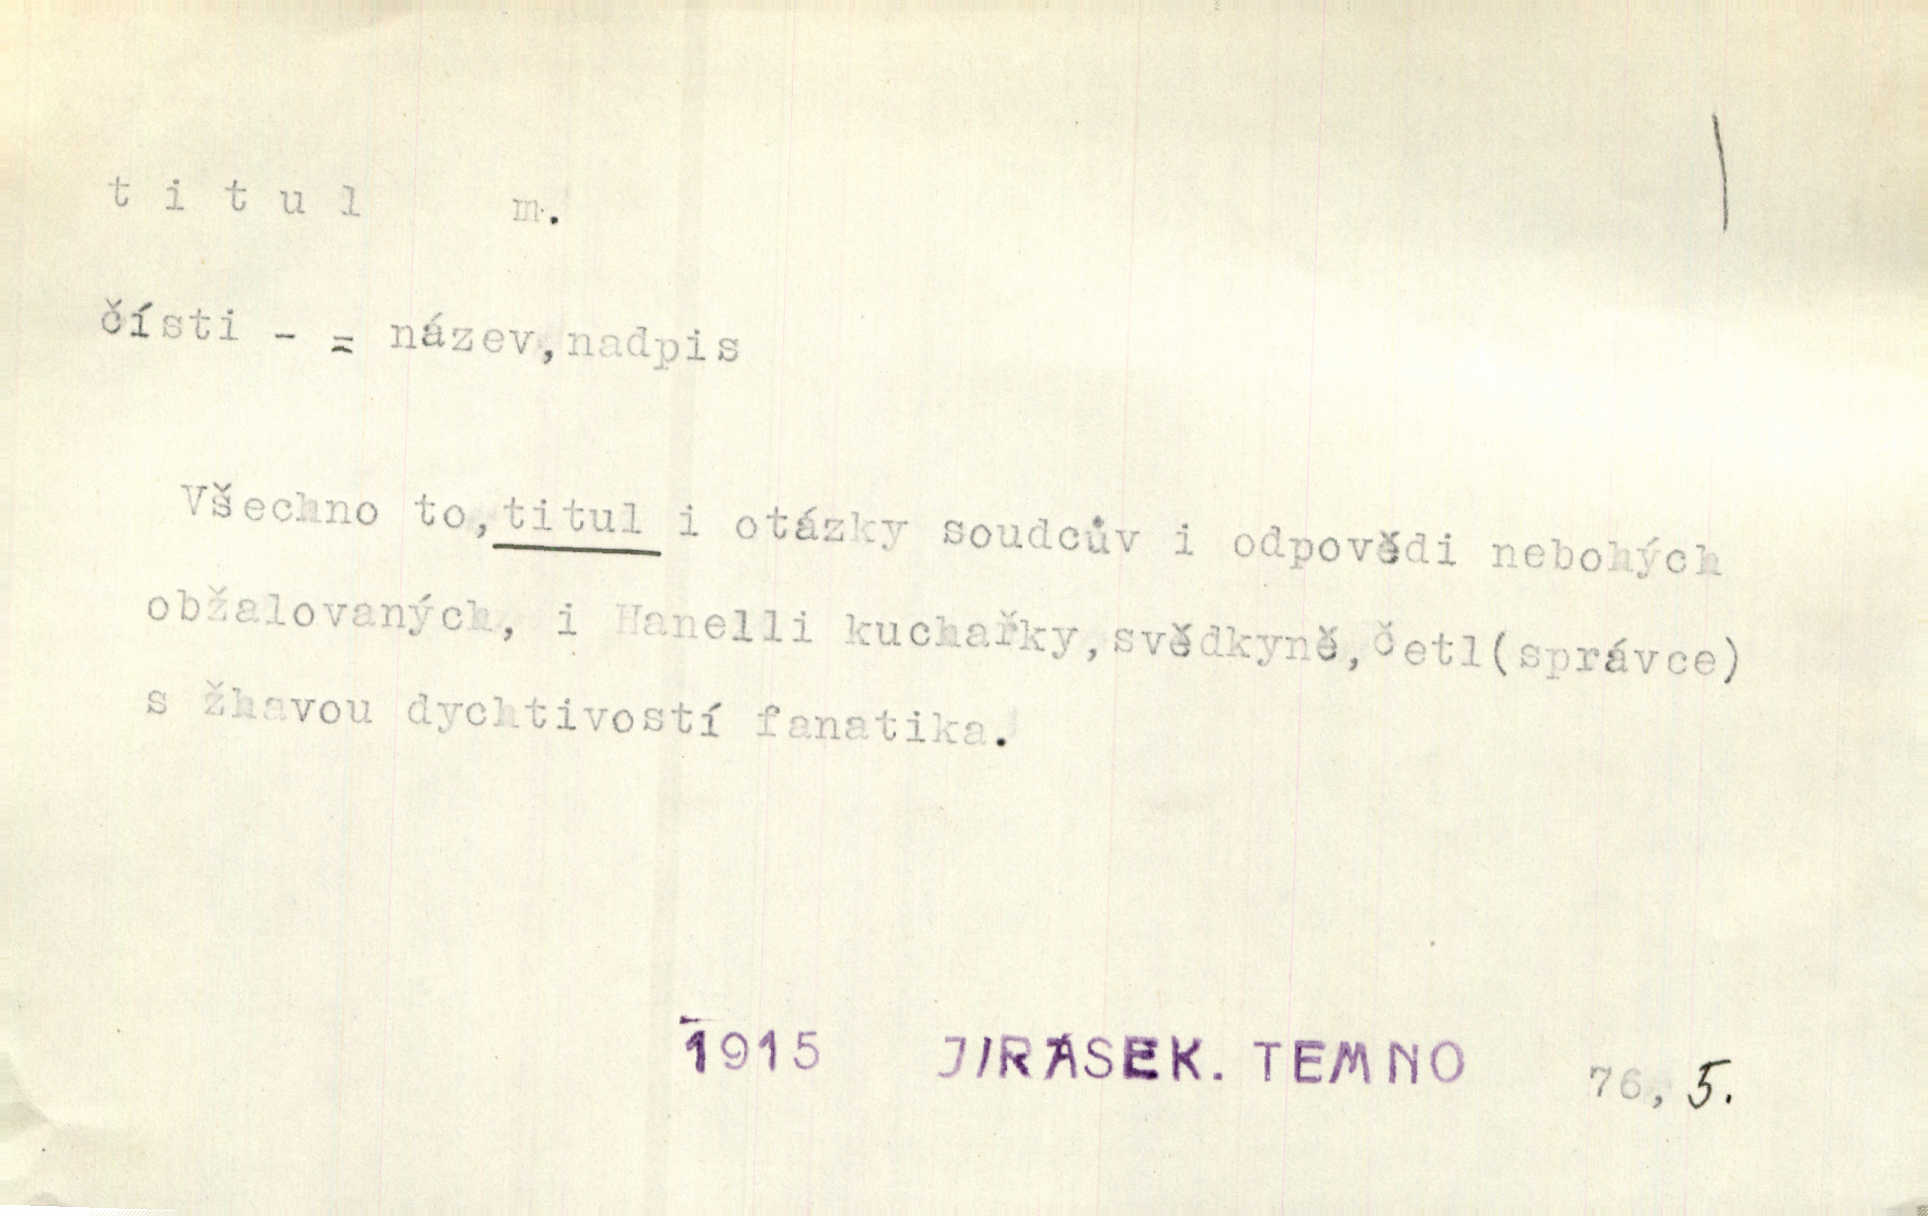 titul m.
čísti - = název,nadpis
Všechno to,titul i otázky soudcův i odpovědi nebohých
obžalovaných, i Hanelli kuchařky,svědkyně,četl(správce)
s žhavou dychtivostí fanatika.
1915 JIRÁSEK. TEMNO 76, 5.